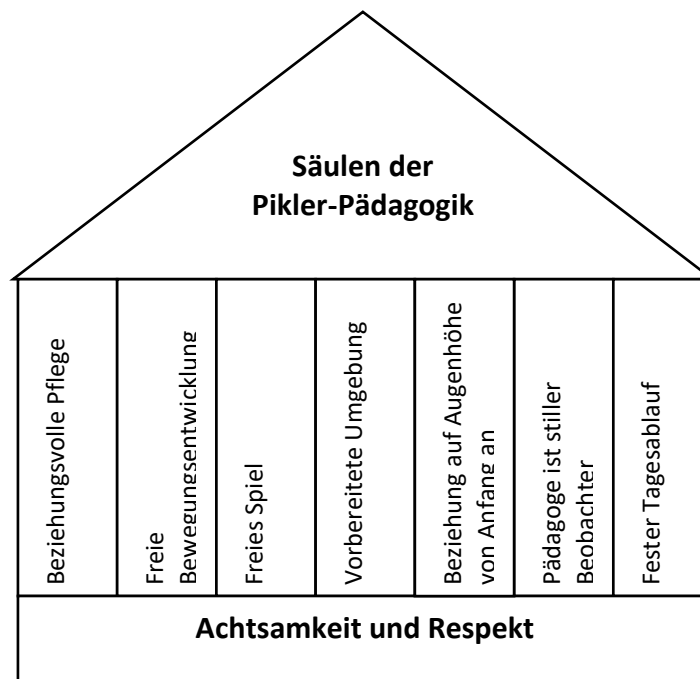 Säulen der
Pikler-Pädagogik
Beziehungsvolle Pflege
Freie
Bewegungsentwicklung
Freies Spiel
Vorbereitete Umgebung
Beziehung auf Augenhöhe
von Anfang an
Pädagoge ist stiller
Beobachter
Fester Tagesablauf
Achtsamkeit und Respekt